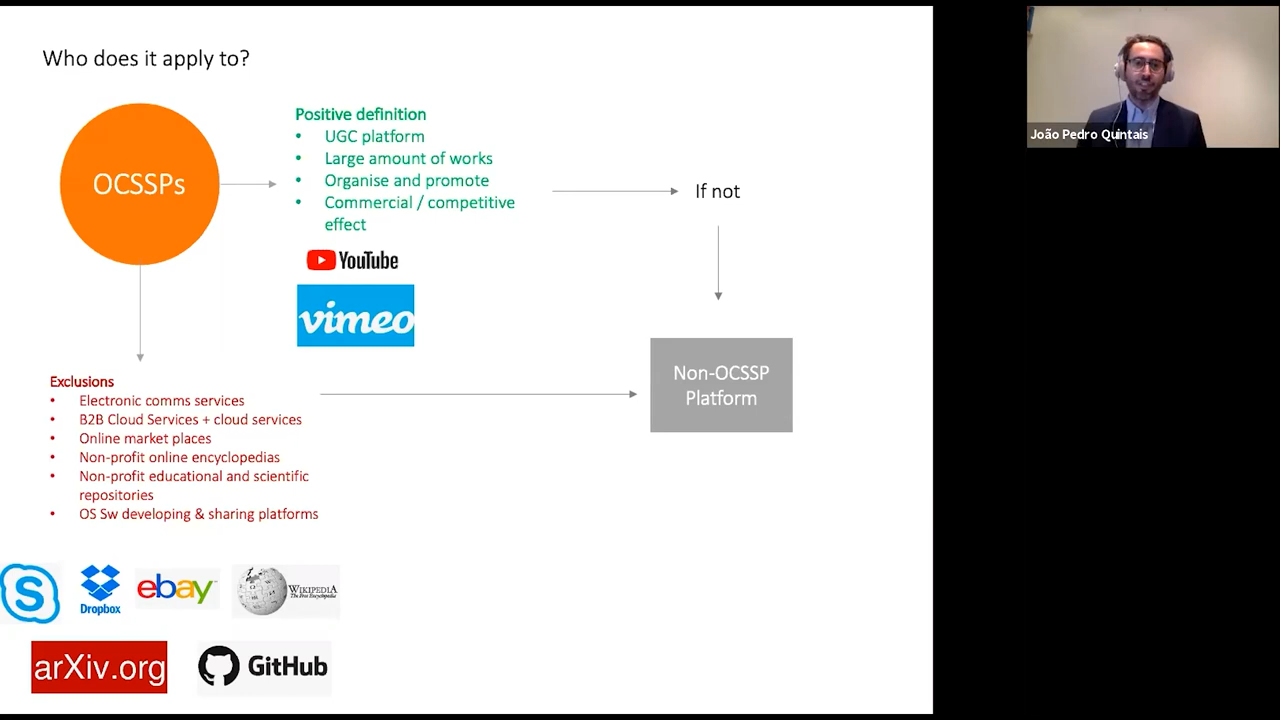 Who does it apply to?
OCSSPs
Positive definition
• UGC platform
• Large amount of works
• Organise and promote
• Commercial / competitive
effect
YouTube
vimeo
If not
Non-OCSSP
Platform
Exclusions
• Electronic comms services
• B2B Cloud Services + cloud services
• Online market places
• Non-profit online encyclopedias
• Non-profit educational and scientific
repositories
• OS Sw developing & sharing platforms
S
Dropbox
ebay
WIKIPEDIA
The Free Encyclopedia
arXiv.org
GitHub
João Pedro Quintais